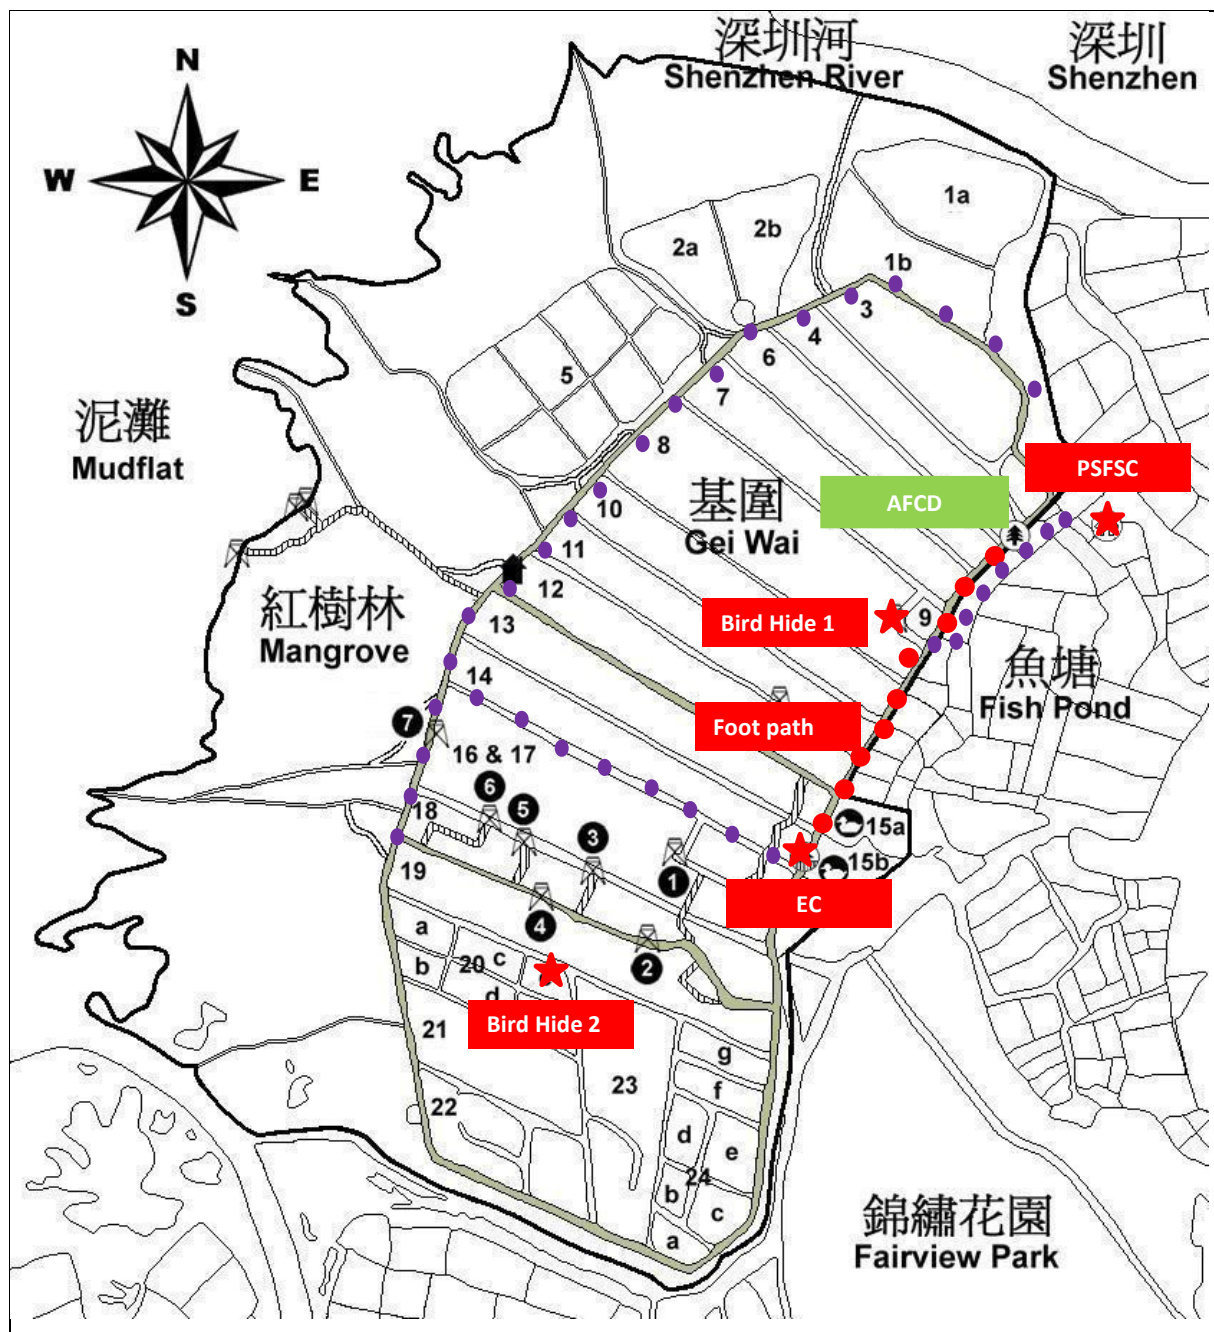 深圳河
Shenzhen River
深圳
Shenzhen
N
W
E
S
1a
2b
2a
1b
3
4
6
7
5
8
泥灘
Mudflat
PSFSC
AFCD
基圍
Gei Wai
10
11
12
13
紅樹林
Mangrove
Bird Hide 1
9
魚塘
Fish Pond
14
7
Foot path
16 & 17
6
5
3
18
1
15a
15b
19
EC
4
2
a
b
20
c
d
Bird Hide 2
21
22
23
g
f
d
e
24
b
c
a
錦繡花園
Fairview Park